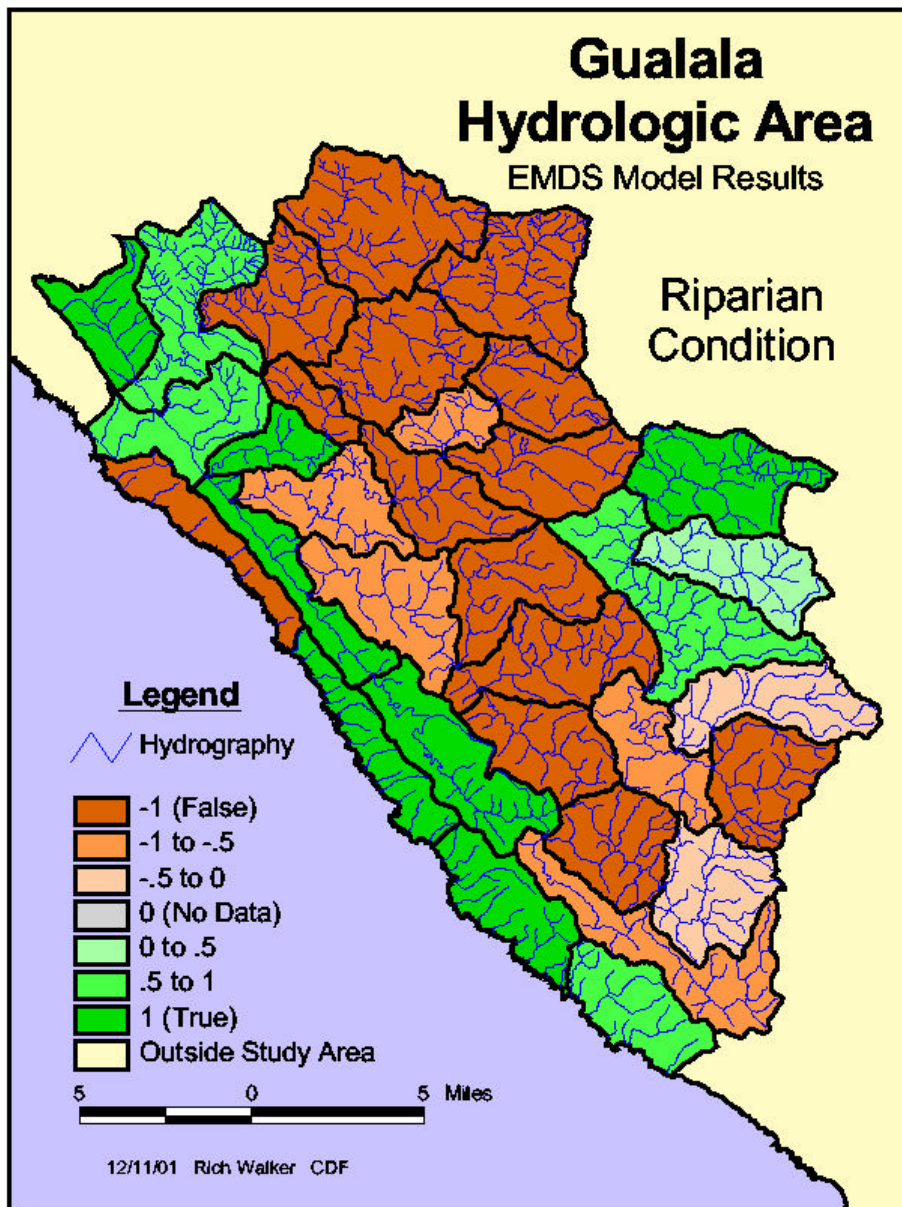 Gualala
Hydrologic Area
EMDS Model Results
Riparian
Condition
Legend
Hydrography
-1 (False)
-1 to -.5
-.5 to 0
0 (No Data)
0 to .5
.5 to 1
1 (True)
Outside Study Area
5 0 5 Miles
12/11/01 Rich Walker CDF